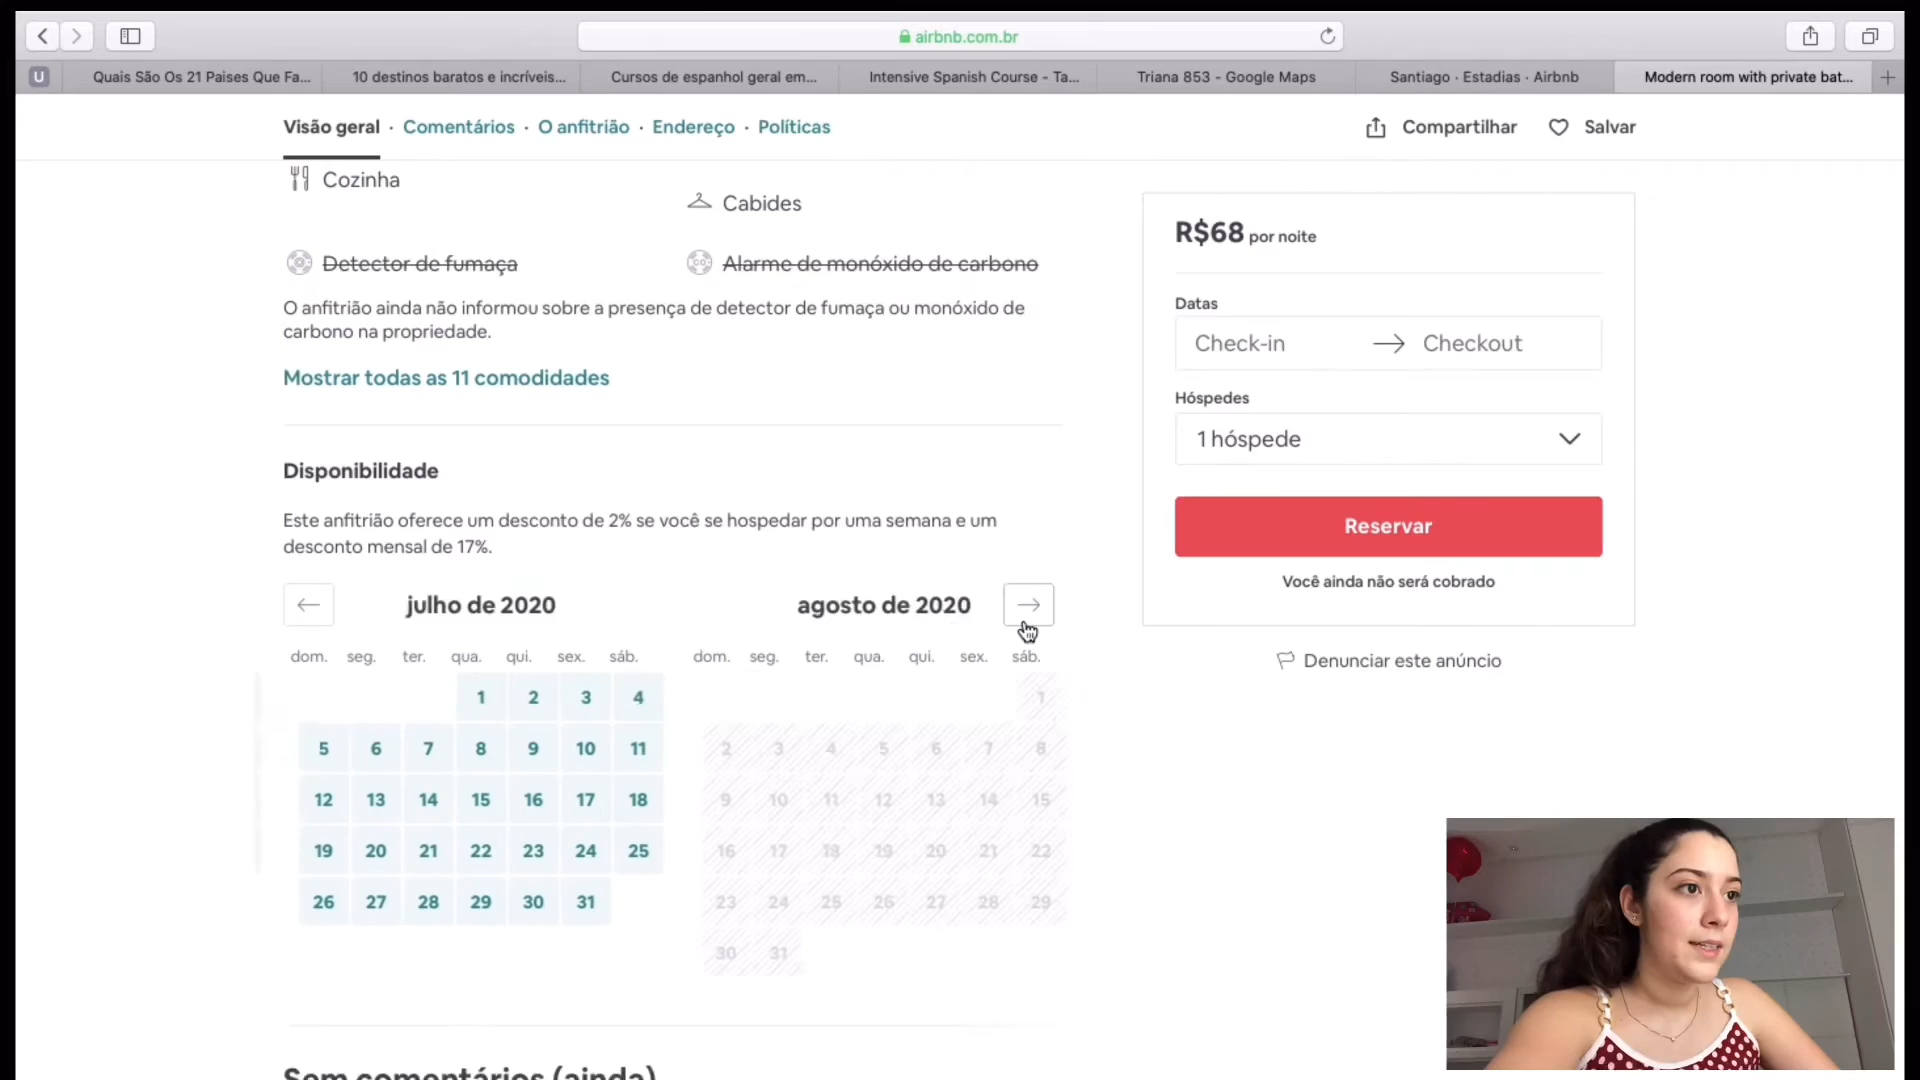 airbnb.com.br
U
Quais São Os 21 Paises Que Fa...
10 destinos baratos e incríveis...
Cursos de espanhol geral em...
Intensive Spanish Course - Ta...
Triana 853 - Google Maps
Santiago · Estadias · Airbnb
Modern room with private bat...
Visão geral · Comentários · O anfitrião · Endereço · Políticas
Compartilhar
Salvar
Cozinha
Cabides
Detector de fumaça
Alarme de monóxido de carbono
O anfitrião ainda não informou sobre a presença de detector de fumaça ou monóxido de
carbono na propriedade.
Mostrar todas as 11 comodidades
Disponibilidade
Este anfitrião oferece um desconto de 2% se você se hospedar por uma semana e um
desconto mensal de 17%.
julho de 2020
dom. seg. ter. qua. qui. sex. sáb.
1 2 3 4
5 6 7 8 9 10 11
12 13 14 15 16 17 18
19 20 21 22 23 24 25
26 27 28 29 30 31
agosto de 2020
dom. seg. ter. qua. qui. sex. sáb.
1
2 3 4 5 6 7 8
9 10 11 12 13 14 15
16 17 18 19 20 21 22
23 24 25 26 27 28 29
30 31
Sem comentários (ainda)
R$68 por noite
Datas
Check-in
Checkout
Hóspedes
1 hóspede
Reservar
Você ainda não será cobrado
Denunciar este anúncio